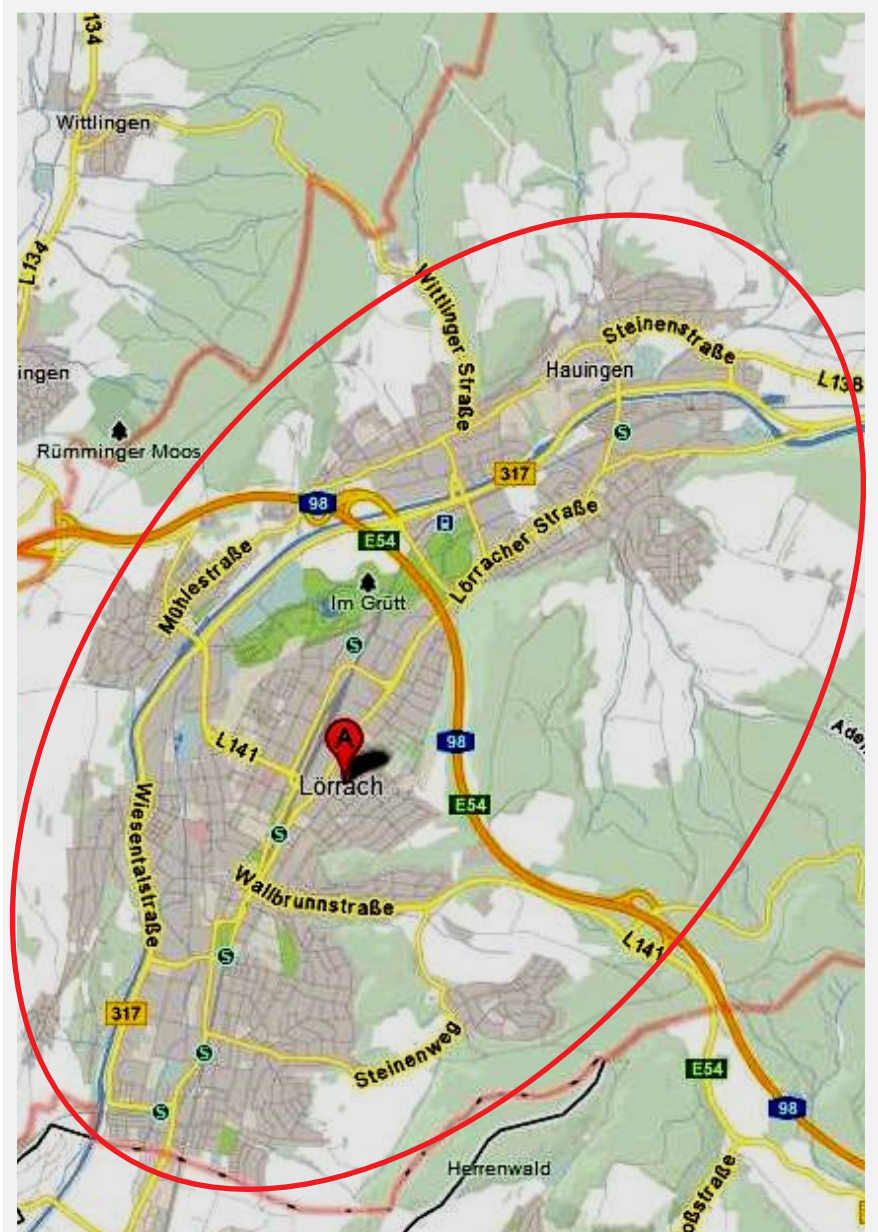 134
Wittlingen
L134
Wittlinger Straße
Steinenstraße
Hauingen
L138
ingen
Rümminger Moos
S
317
98
E54
Lörracher Straße
Mühlestraße
Im Grütt
S
A
98
L141
Lörrach
E54
S
Wiesentalstraße
Wallbrunnstraße
L141
S
317
Steinenweg
S
E54
S
98
Herrenwald
oßstraße